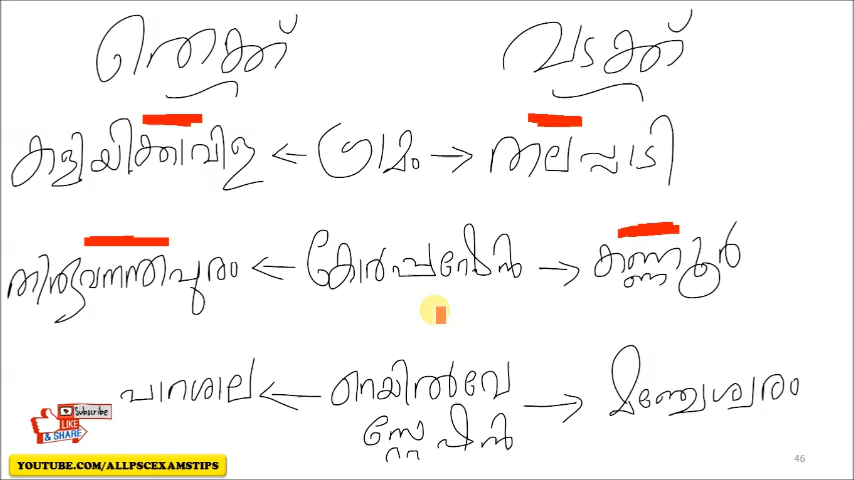 തെക്ക് വടക്ക്
കളിയിക്കാവിള ← ഗ്രാമം → തലപ്പാടി
തിരുവനന്തപുരം ← കോർപ്പറേഷൻ → കണ്ണൂർ
പാറശാല ← റെയിൽവേ → മഞ്ചേശ്വരം
സ്റ്റേഷൻ
Subscribe
LIKE
& SHARE
YOUTUBE.COM/ALLPSCEXAMSTIPS
46